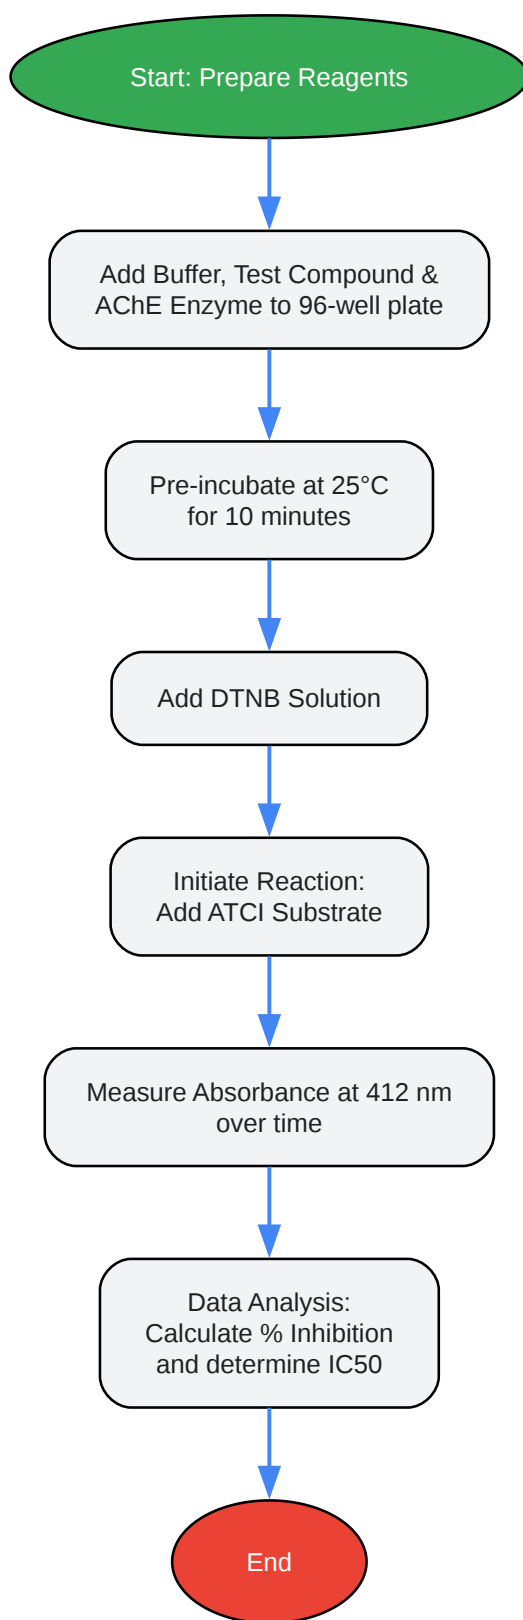 Start: Prepare Reagents
Add Buffer, Test Compound &
AChE Enzyme to 96-well plate
Pre-incubate at 25°C
for 10 minutes
Add DTNB Solution
Initiate Reaction:
Add ATCI Substrate
Measure Absorbance at 412 nm
over time
Data Analysis:
Calculate % Inhibition
and determine IC50
End